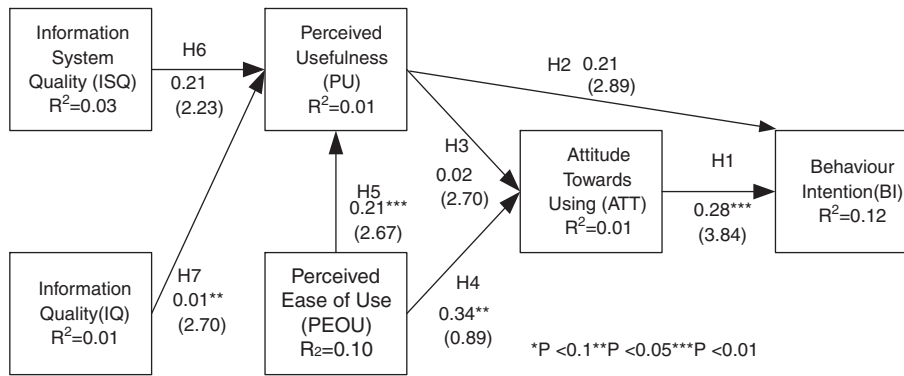 Information
System
Quality (ISQ)
R²=0.03
H6
0.21
(2.23)
Perceived
Usefulness
(PU)
R²=0.01
H2 0.21
(2.89)
H3
0.02
(2.70)
H5
0.21***
(2.67)
Attitude
Towards
Using (ATT)
R²=0.01
H1
0.28***
(3.84)
Behaviour
Intention(BI)
R²=0.12
Information
Quality(IQ)
R²=0.01
H7
0.01**
(2.70)
Perceived
Ease of Use
(PEOU)
R₂=0.10
H4
0.34**
(0.89)
*P <0.1**P <0.05***P <0.01